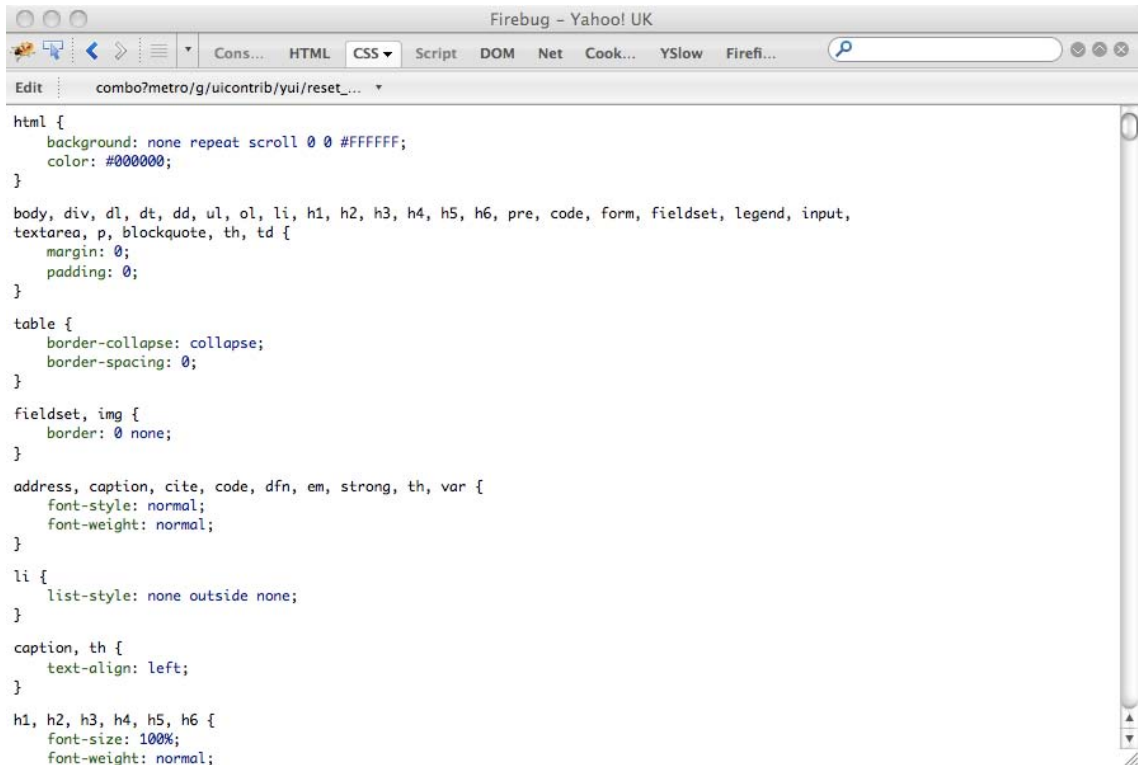 Firebug – Yahoo! UK
Cons... HTML CSS Script DOM Net Cook... YSlow Firefi...
Edit combo?metro/g/uicontrib/yui/reset_...
html {
background: none repeat scroll 0 0 #FFFFFF;
color: #000000;
}
body, div, dl, dt, dd, ul, ol, li, h1, h2, h3, h4, h5, h6, pre, code, form, fieldset, legend, input,
textarea, p, blockquote, th, td {
margin: 0;
padding: 0;
}
table {
border-collapse: collapse;
border-spacing: 0;
}
fieldset, img {
border: 0 none;
}
address, caption, cite, code, dfn, em, strong, th, var {
font-style: normal;
font-weight: normal;
}
li {
list-style: none outside none;
}
caption, th {
text-align: left;
}
h1, h2, h3, h4, h5, h6 {
font-size: 100%;
font-weight: normal;